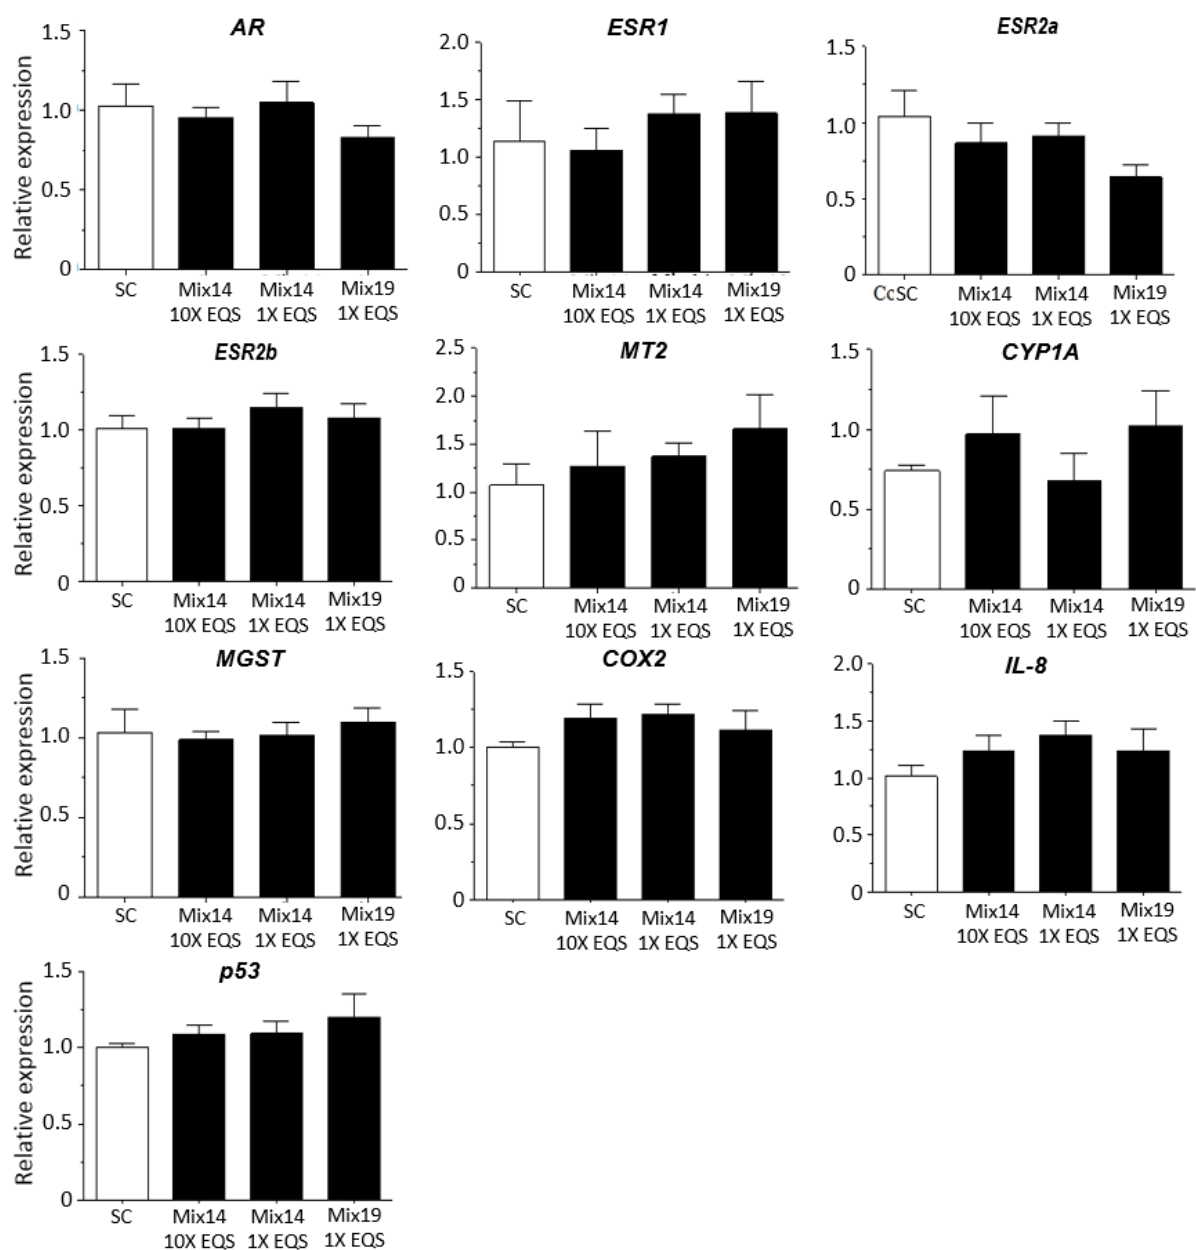 AR
Relative expression
1.5
1.0
0.5
0
SC
Mix14
10X EQS
Mix14
1X EQS
Mix19
1X EQS
ESR1
2.0
1.5
1.0
0.5
0
SC
Mix14
10X EQS
Mix14
1X EQS
Mix19
1X EQS
ESR2a
1.5
1.0
0.5
0
CcSC
Mix14
10X EQS
Mix14
1X EQS
Mix19
1X EQS
ESR2b
Relative expression
1.5
1.0
0.5
0
SC
Mix14
10X EQS
Mix14
1X EQS
Mix19
1X EQS
MT2
2.5
2.0
1.5
1.0
0.5
0
SC
Mix14
10X EQS
Mix14
1X EQS
Mix19
1X EQS
CYP1A
1.5
1.0
0.5
0
SC
Mix14
10X EQS
Mix14
1X EQS
Mix19
1X EQS
MGST
Relative expression
1.5
1.0
0.5
0
SC
Mix14
10X EQS
Mix14
1X EQS
Mix19
1X EQS
COX2
1.5
1.0
0.5
0
SC
Mix14
10X EQS
Mix14
1X EQS
Mix19
1X EQS
IL-8
2.0
1.5
1.0
0.5
0
SC
Mix14
10X EQS
Mix14
1X EQS
Mix19
1X EQS
p53
Relative expression
1.5
1.0
0.5
0
SC
Mix14
10X EQS
Mix14
1X EQS
Mix19
1X EQS